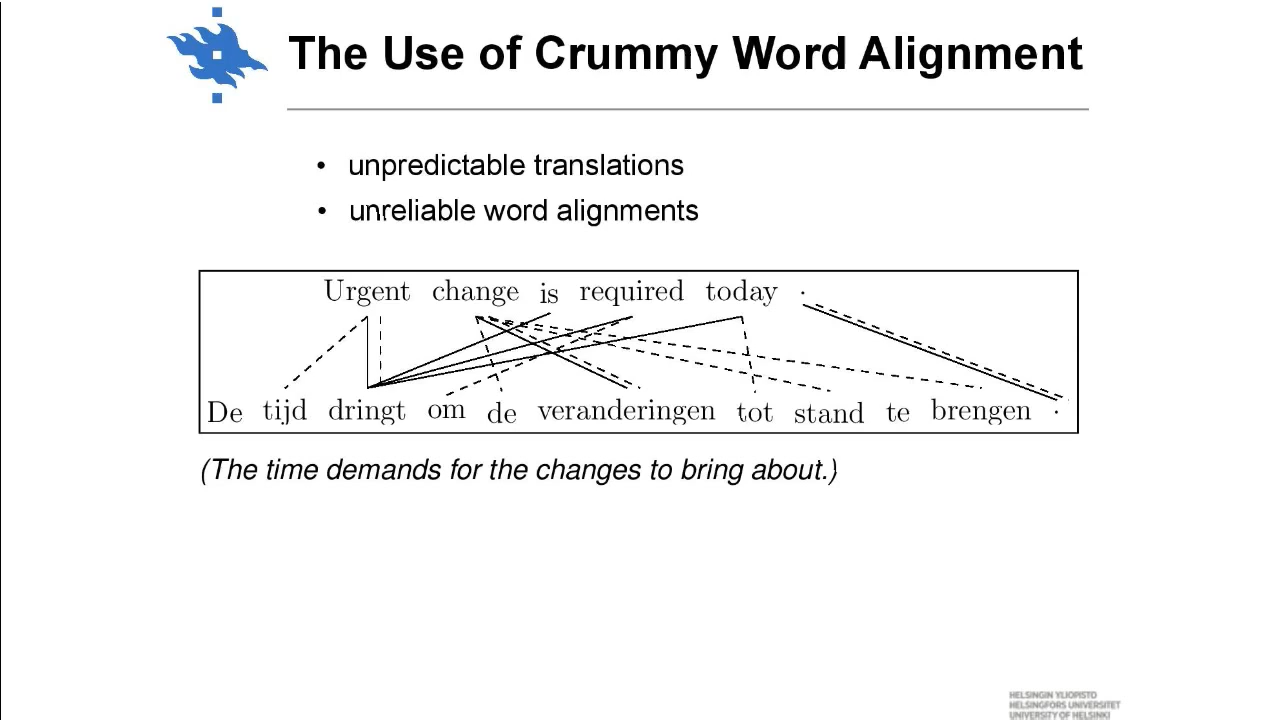 The Use of Crummy Word Alignment
• unpredictable translations
• unreliable word alignments
Urgent change is required today .
De tijd dringt om de veranderingen tot stand te brengen .
(The time demands for the changes to bring about.)
HELSINGIN YLIOPISTO
HELSINGFORS UNIVERSITET
UNIVERSITY OF HELSINKI